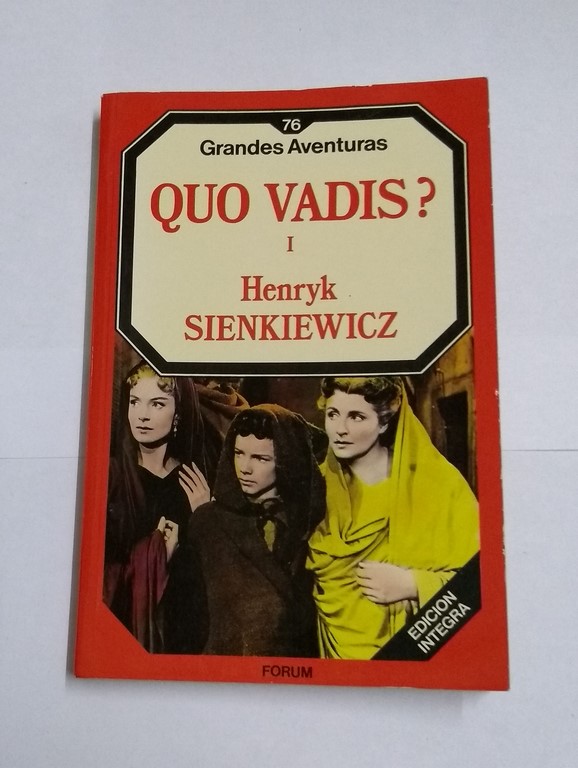 76
Grandes Aventuras
QUO VADIS?
I
Henryk
SIENKIEWICZ
EDICION
INTEGRA
FORUM